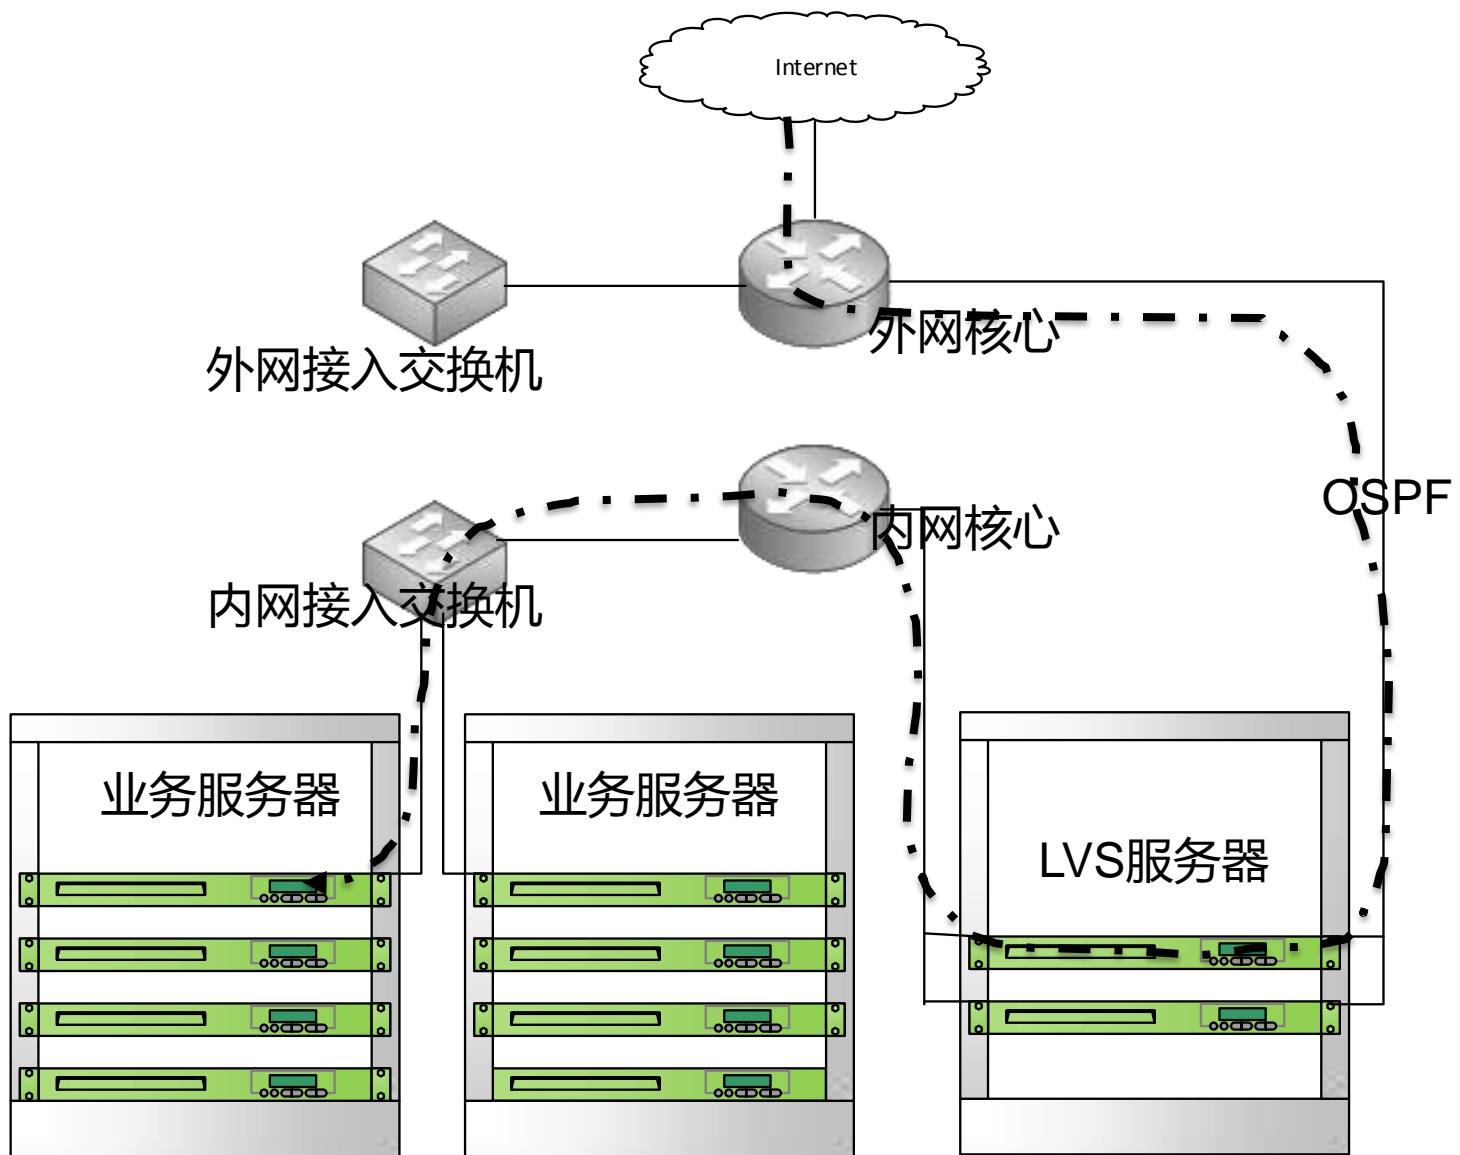 Internet
外网核心
外网接入交换机
OSPF
内网核心
内网接入交换机
业务服务器
业务服务器
LVS服务器